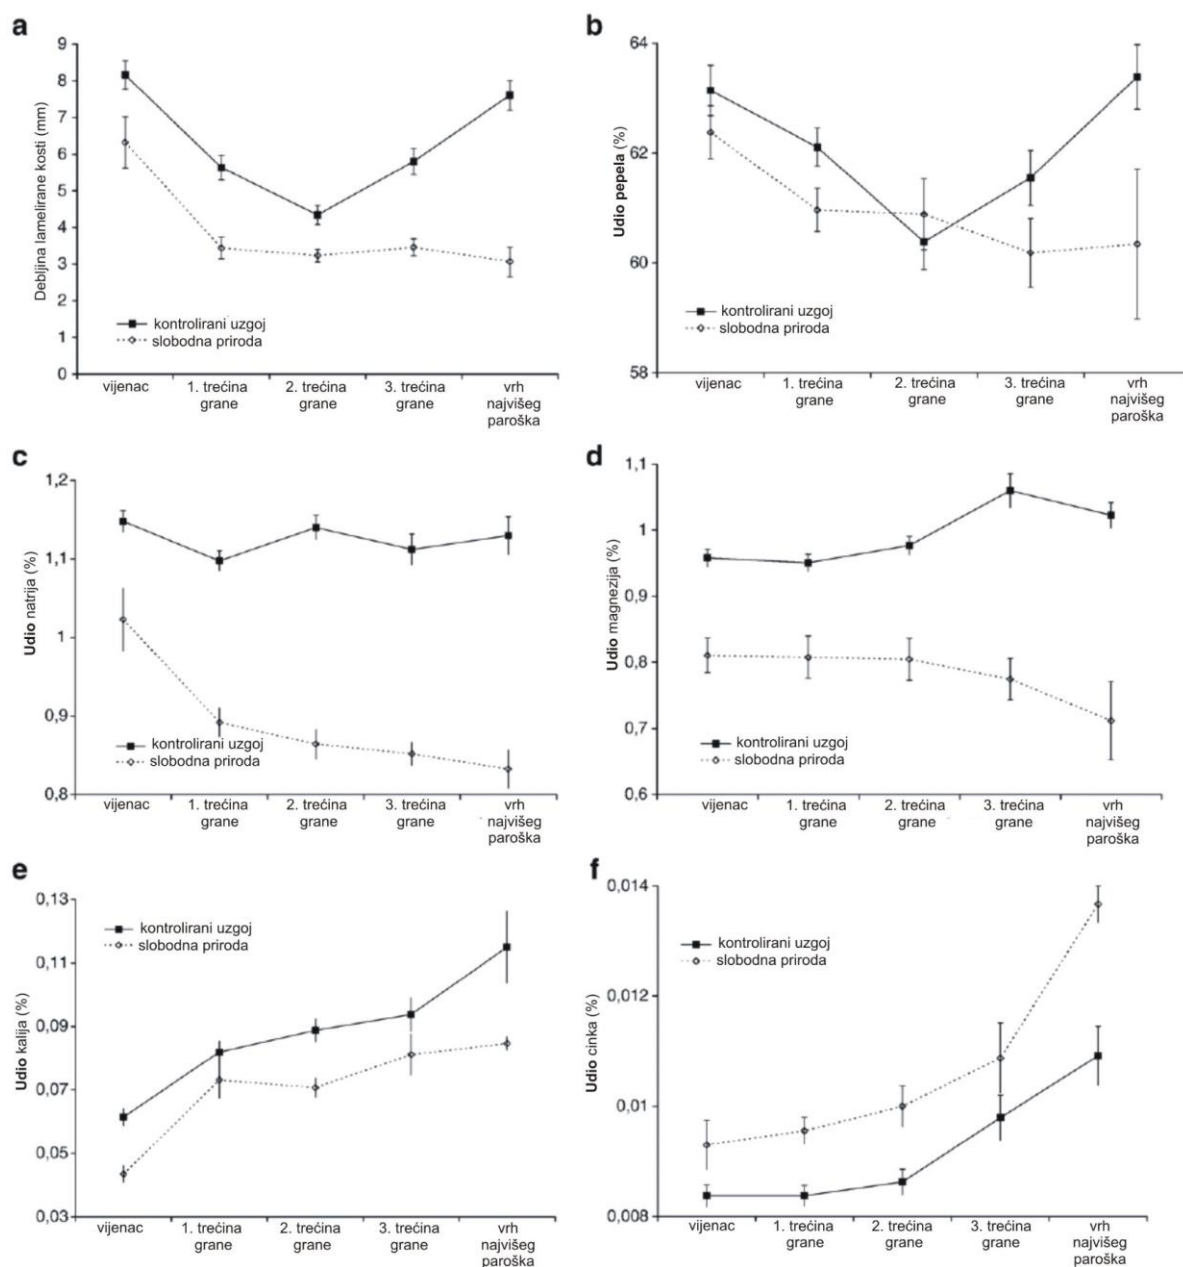 a
9
8
7
6
5
4
3
2
1
0
Debljina lamelirane kosti (mm)
kontrolirani uzgoj
slobodna priroda
vijenac
1. trećina
grane
2. trećina
grane
3. trećina
grane
vrh
najvišeg
paroška
b
64
62
60
58
Udio pepela (%)
kontrolirani uzgoj
slobodna priroda
vijenac
1. trećina
grane
2. trećina
grane
3. trećina
grane
vrh
najvišeg
paroška
c
1,2
1,1
1
0,9
0,8
Udio natrija (%)
kontrolirani uzgoj
slobodna priroda
vijenac
1. trećina
grane
2. trećina
grane
3. trećina
grane
vrh
najvišeg
paroška
d
1,1
1
0,9
0,8
0,7
0,6
Udio magnezija (%)
kontrolirani uzgoj
slobodna priroda
vijenac
1. trećina
grane
2. trećina
grane
3. trećina
grane
vrh
najvišeg
paroška
e
0,13
0,11
0,09
0,07
0,05
0,03
Udio kalija (%)
kontrolirani uzgoj
slobodna priroda
vijenac
1. trećina
grane
2. trećina
grane
3. trećina
grane
vrh
najvišeg
paroška
f
0,014
0,012
0,01
0,008
Udio cinka (%)
kontrolirani uzgoj
slobodna priroda
vijenac
1. trećina
grane
2. trećina
grane
3. trećina
grane
vrh
najvišeg
paroška